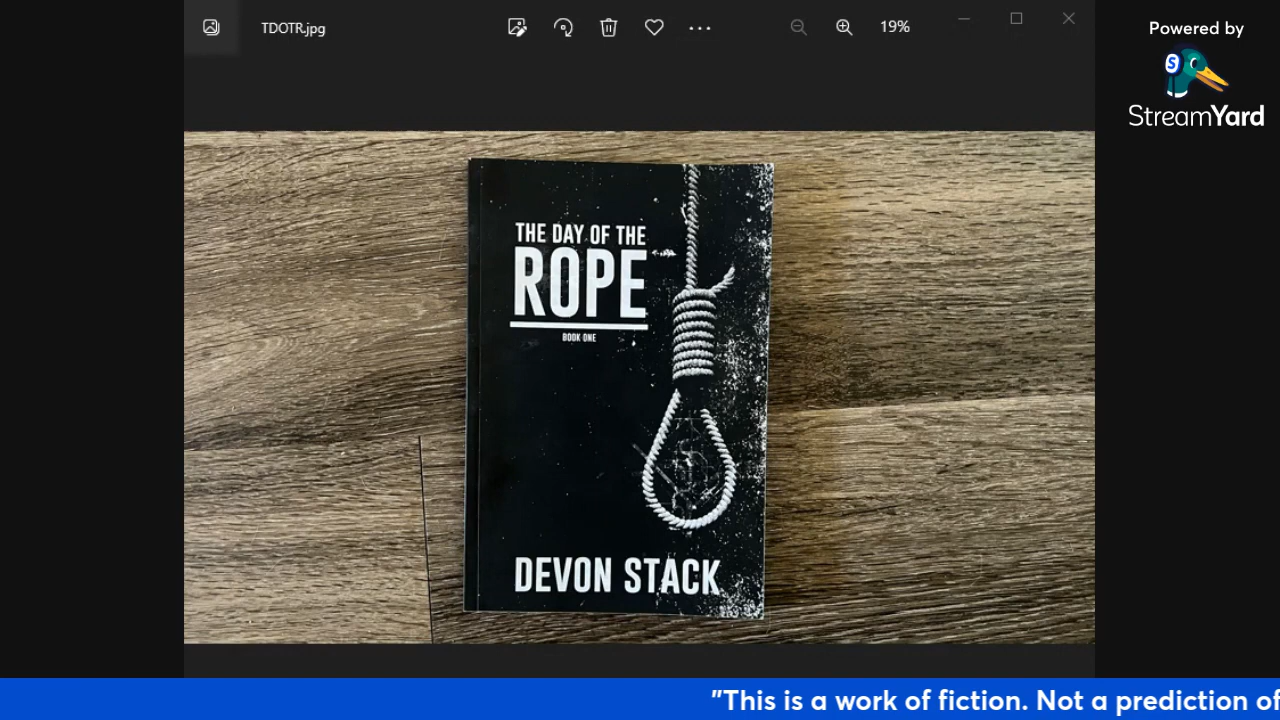 TDOTR.jpg
19%
Powered by
S
StreamYard
THE DAY OF THE
ROPE
BOOK ONE
DEVON STACK
"This is a work of fiction. Not a prediction of